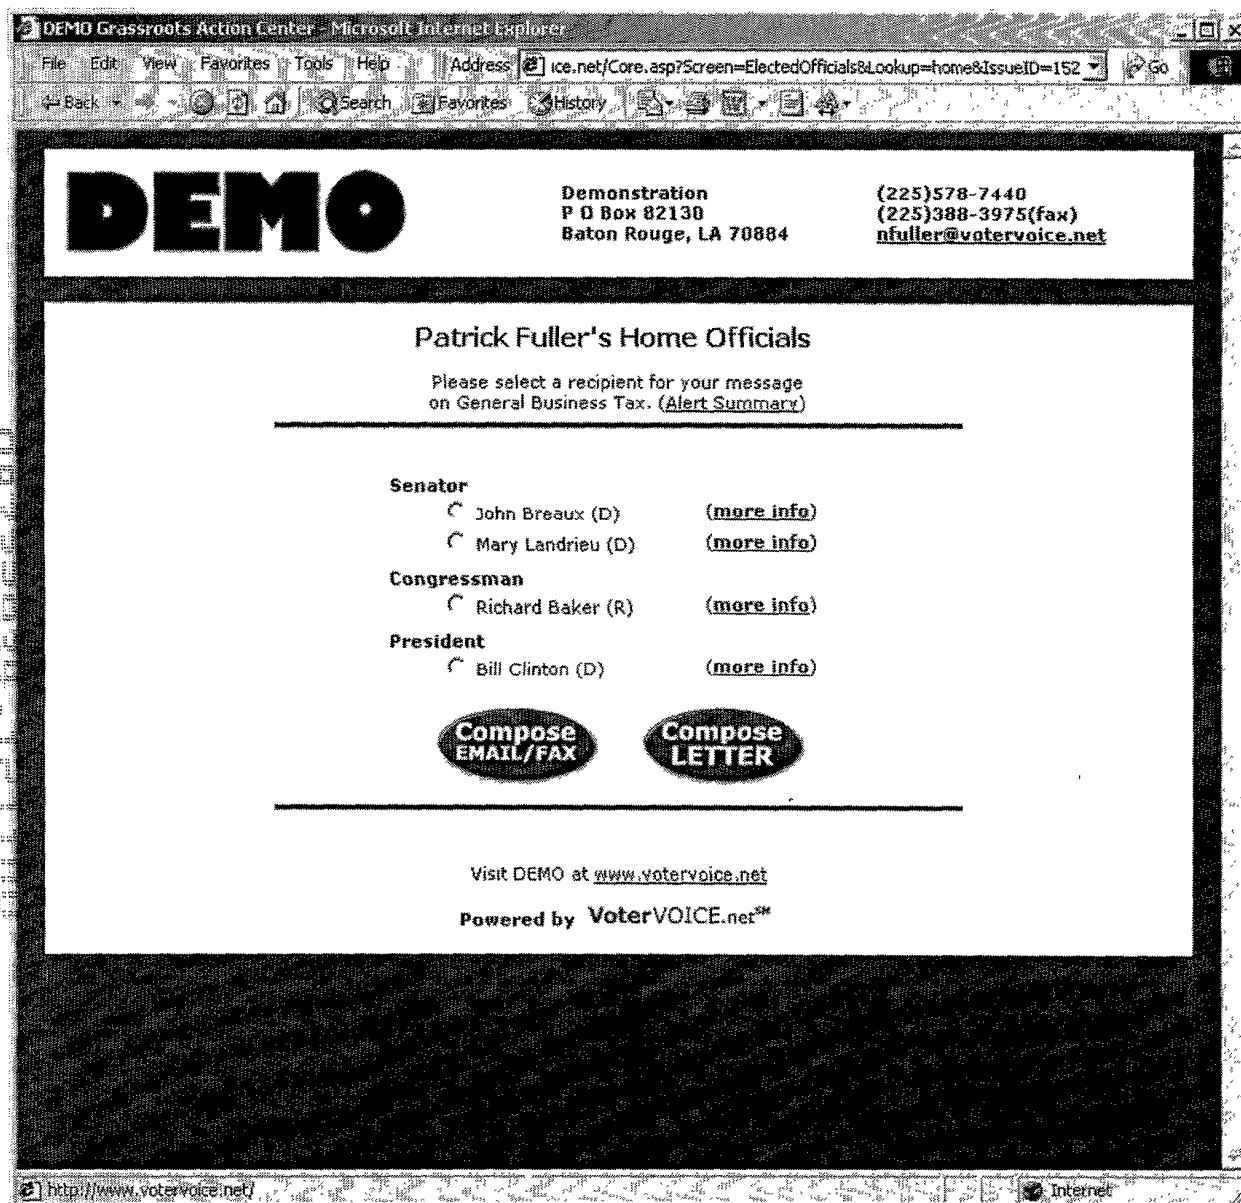 DEMO Grassroots Action Center - Microsoft Internet Explorer
File Edit View Favorites Tools Help Address ice.net/Core.asp?Screen=ElectedOfficials&Lookup=home&IssueID=152 Go
Back Search Favorites History
DEMO
Demonstration (225)578-7440
P O Box 82130 (225)388-3975(fax)
Baton Rouge, LA 70884 nfuller@votervoice.net
Patrick Fuller's Home Officials
Please select a recipient for your message
on General Business Tax. (Alert Summary)
Senator
John Breaux (D) (more info)
Mary Landrieu (D) (more info)
Congressman
Richard Baker (R) (more info)
President
Bill Clinton (D) (more info)
Compose EMAIL/FAX
Compose LETTER
Visit DEMO at www.votervoice.net
Powered by VoterVOICE.net℠
http://www.votervoice.net/ Internet